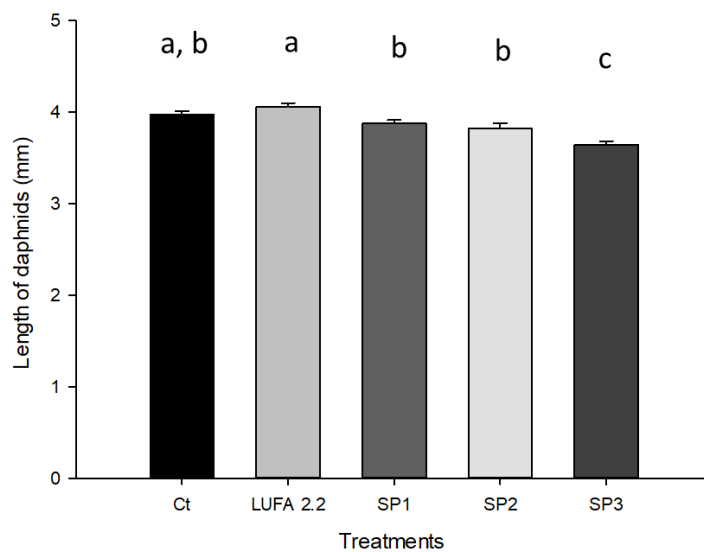 5
a, b
a
b
b
c
4
3
2
1
0
Length of daphnids (mm)
Ct
LUFA 2.2
SP1
SP2
SP3
Treatments